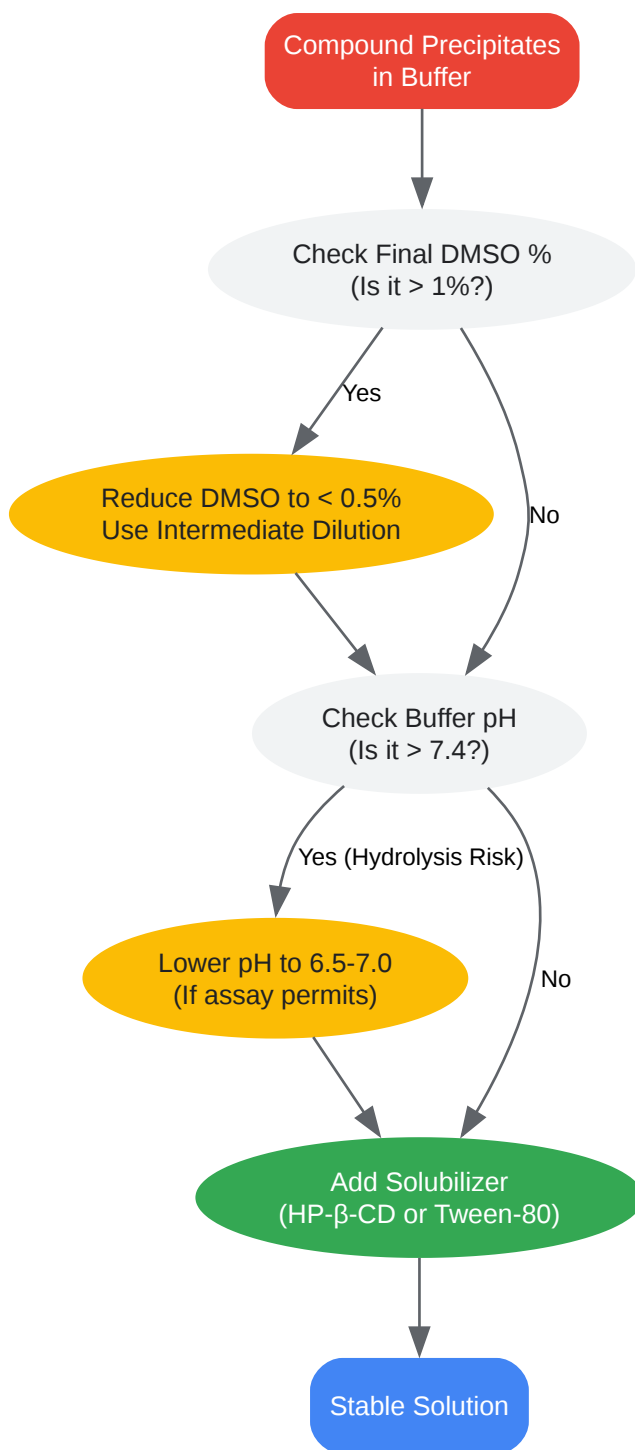 Compound Precipitates
in Buffer
Check Final DMSO %
(Is it > 1%?)
Yes
Reduce DMSO to < 0.5%
Use Intermediate Dilution
No
Check Buffer pH
(Is it > 7.4?)
Yes (Hydrolysis Risk)
Lower pH to 6.5-7.0
(If assay permits)
No
Add Solubilizer
(HP-β-CD or Tween-80)
Stable Solution